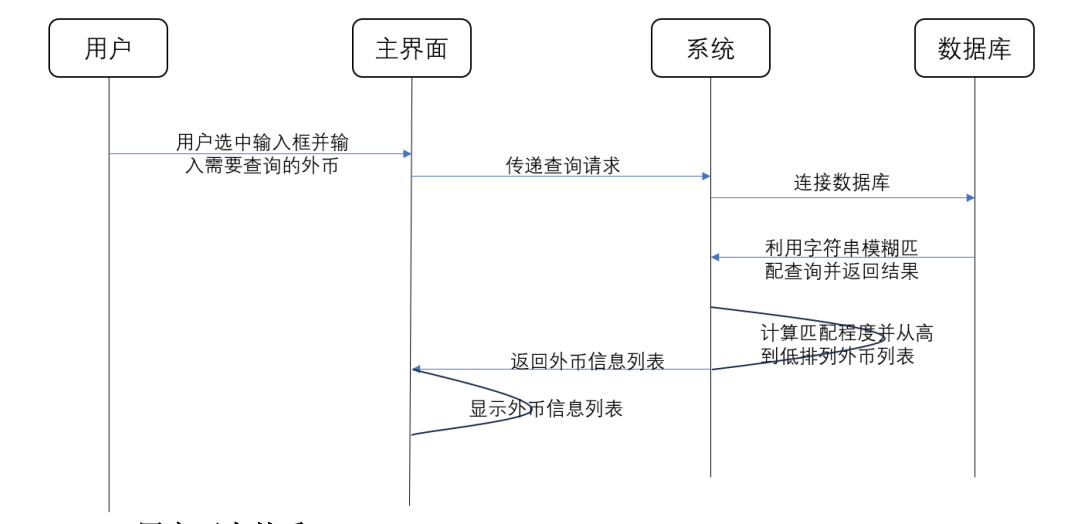 用户
主界面
系统
数据库
用户选中输入框并输
入需要查询的外币
传递查询请求
连接数据库
利用字符串模糊匹
配查询并返回结果
计算匹配程度并从高
到低排列外币列表
返回外币信息列表
显示外币信息列表